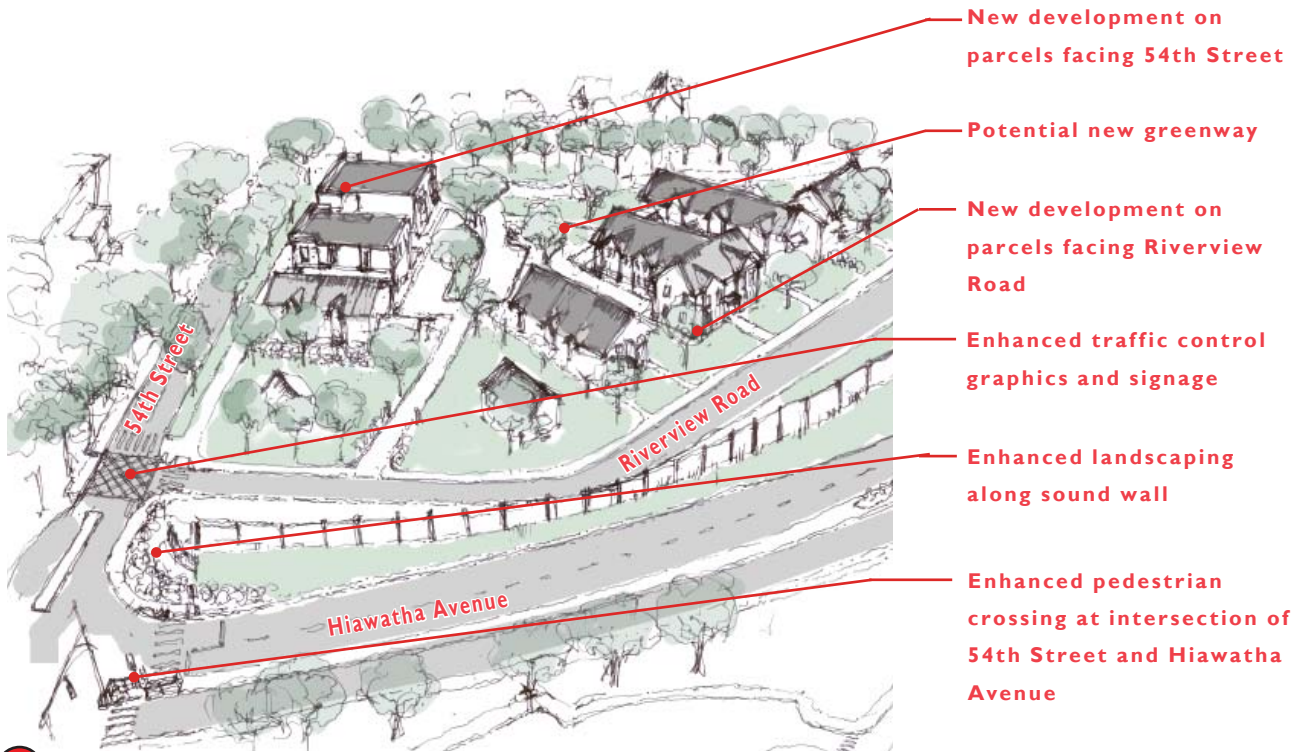 New development on
parcels facing 54th Street
Potential new greenway
New development on
parcels facing Riverview
Road
Enhanced traffic control
graphics and signage
Enhanced landscaping
along sound wall
Enhanced pedestrian
crossing at intersection of
54th Street and Hiawatha
Avenue
54th Street
Riverview Road
Hiawatha Avenue